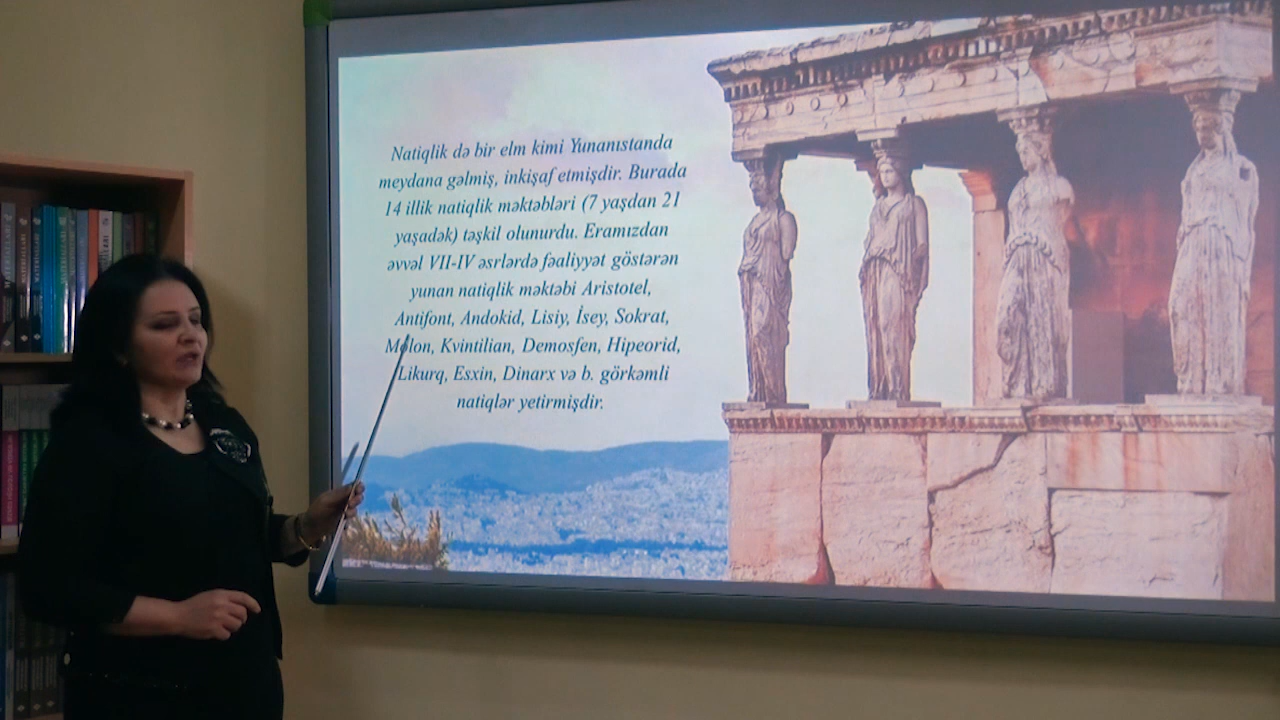 Natiqlik də bir elm kimi Yunanıstanda
meydana gəlmiş, inkişaf etmişdir. Burada
14 illik natiqlik məktəbləri (7 yaşdan 21
yaşadək) təşkil olunurdu. Eramızdan
əvvəl VII-IV əsrlərdə fəaliyyət göstərən
yunan natiqlik məktəbi Aristotel,
Antifont, Andokid, Lisiy, İsey, Sokrat,
Molon, Kvintilian, Demosfen, Hipeorid,
Likurq, Esxin, Dinarx və b. görkəmli
natiqlər yetirmişdir.